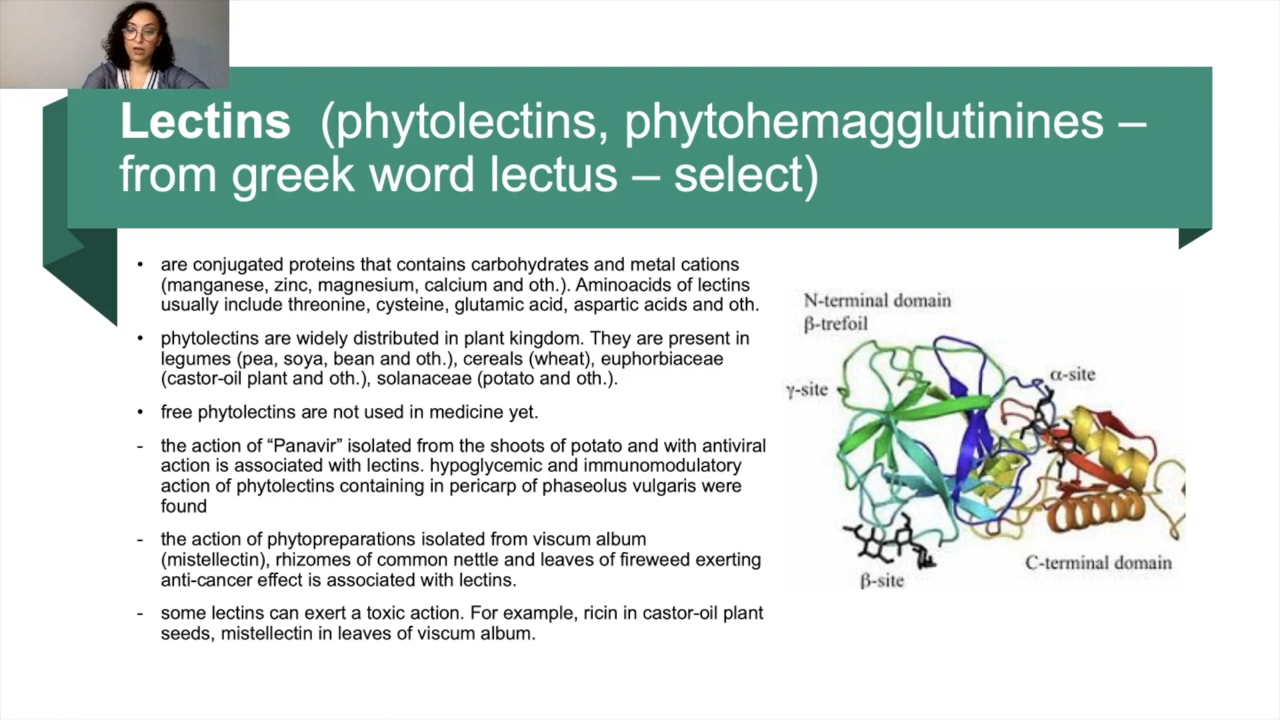 Lectins (phytolectins, phytohemagglutinines –
from greek word lectus – select)
• are conjugated proteins that contains carbohydrates and metal cations
(manganese, zinc, magnesium, calcium and oth.). Aminoacids of lectins
usually include threonine, cysteine, glutamic acid, aspartic acids and oth.
• phytolectins are widely distributed in plant kingdom. They are present in
legumes (pea, soya, bean and oth.), cereals (wheat), euphorbiaceae
(castor-oil plant and oth.), solanaceae (potato and oth.).
• free phytolectins are not used in medicine yet.
- the action of “Panavir” isolated from the shoots of potato and with antiviral
action is associated with lectins. hypoglycemic and immunomodulatory
action of phytolectins containing in pericarp of phaseolus vulgaris were
found
- the action of phytopreparations isolated from viscum album
(mistellectin), rhizomes of common nettle and leaves of fireweed exerting
anti-cancer effect is associated with lectins.
- some lectins can exert a toxic action. For example, ricin in castor-oil plant
seeds, mistellectin in leaves of viscum album.
N-terminal domain
β-trefoil
α-site
γ-site
C-terminal domain
β-site